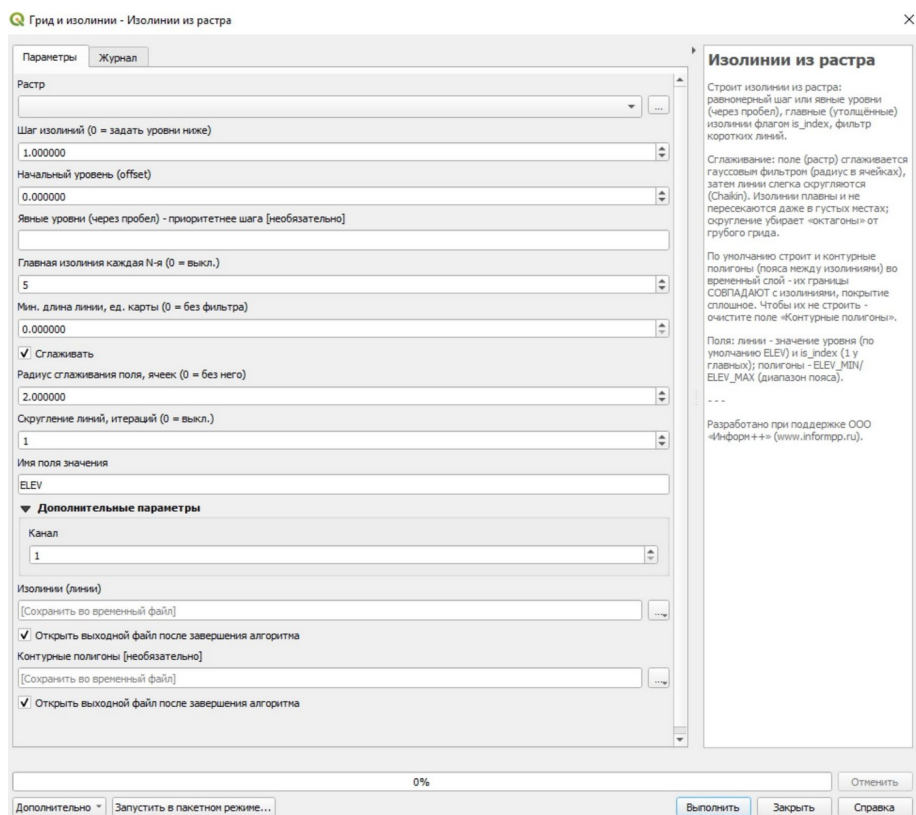 Грид и изолинии - Изолинии из растра
Параметры
Журнал
Растр
...
Шаг изолиний (0 = задать уровни ниже)
1.000000
Начальный уровень (offset)
0.000000
Явные уровни (через пробел) - приоритетнее шага [необязательно]
Главная изолиния каждая N-я (0 = выкл.)
5
Мин. длина линии, ед. карты (0 = без фильтра)
0.000000
Сглаживать
Радиус сглаживания поля, ячеек (0 = без него)
2.000000
Скругление линий, итераций (0 = выкл.)
1
Имя поля значения
ELEV
Дополнительные параметры
Канал
1
Изолинии (линии)
[Сохранить во временный файл]
...
Открыть выходной файл после завершения алгоритма
Контурные полигоны [необязательно]
[Сохранить во временный файл]
...
Открыть выходной файл после завершения алгоритма
Изолинии из растра
Строит изолинии из растра:
равномерный шаг или явные уровни
(через пробел), главные (утолщённые)
изолинии флагом is_index, фильтр
коротких линий.
Сглаживание: поле (растр) сглаживается
гауссовым фильтром (радиус в ячейках),
затем линии слегка скругляются
(Chaikin). Изолинии плавны и не
пересекаются даже в густых местах;
скругление убирает «октагоны» от
грубого грида.
По умолчанию строит и контурные
полигоны (пояса между изолиниями) во
временный слой - их границы
СОВПАДАЮТ с изолиниями, покрытие
сплошное. Чтобы их не строить -
очистите поле «Контурные полигоны».
Поля: линии - значение уровня (по
умолчанию ELEV) и is_index (1 у
главных); полигоны - ELEV_MIN/
ELEV_MAX (диапазон пояса).
- - -
Разработано при поддержке ООО
«Информ++» (www.informpp.ru).
0%
Отменить
Дополнительно
Запустить в пакетном режиме...
Выполнить
Закрыть
Справка